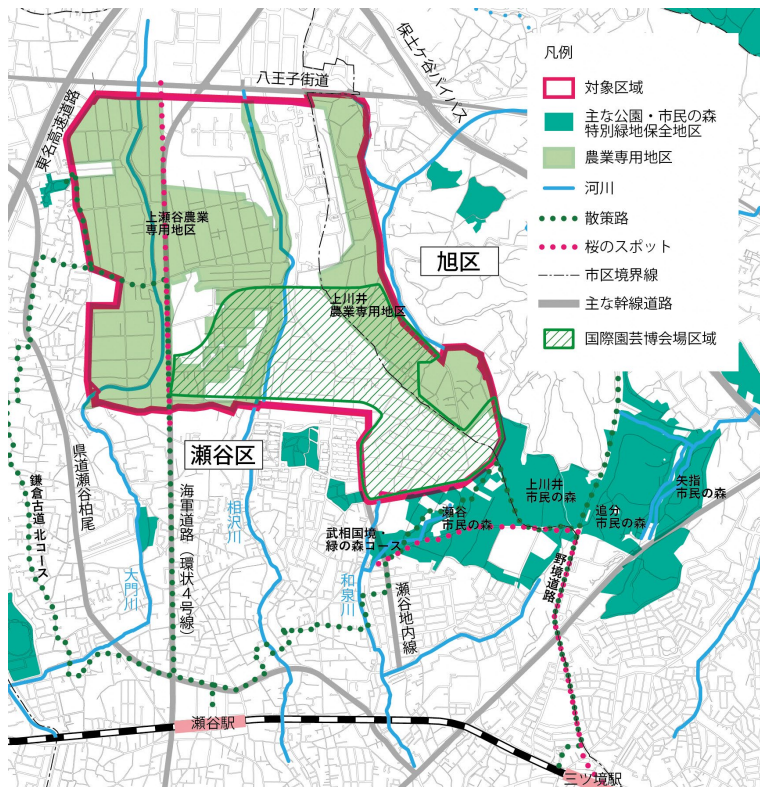 八王子街道
保土ケ谷バイパス
東名高速道路
凡例
対象区域
主な公園・市民の森
特別緑地保全地区
農業専用地区
河川
散策路
桜のスポット
市区境界線
主な幹線道路
国際園芸博会場区域
上瀬谷農業
専用地区
旭区
上川井
農業専用地区
瀬谷区
県道瀬谷柏尾
鎌倉古道 北コース
海軍道路(環状4号線)
相沢川
大門川
武相国境
緑の森コース
瀬谷
市民の森
上川井
市民の森
追分
市民の森
矢指
市民の森
和泉川
瀬谷地内線
野境道路
瀬谷駅
三ツ境駅